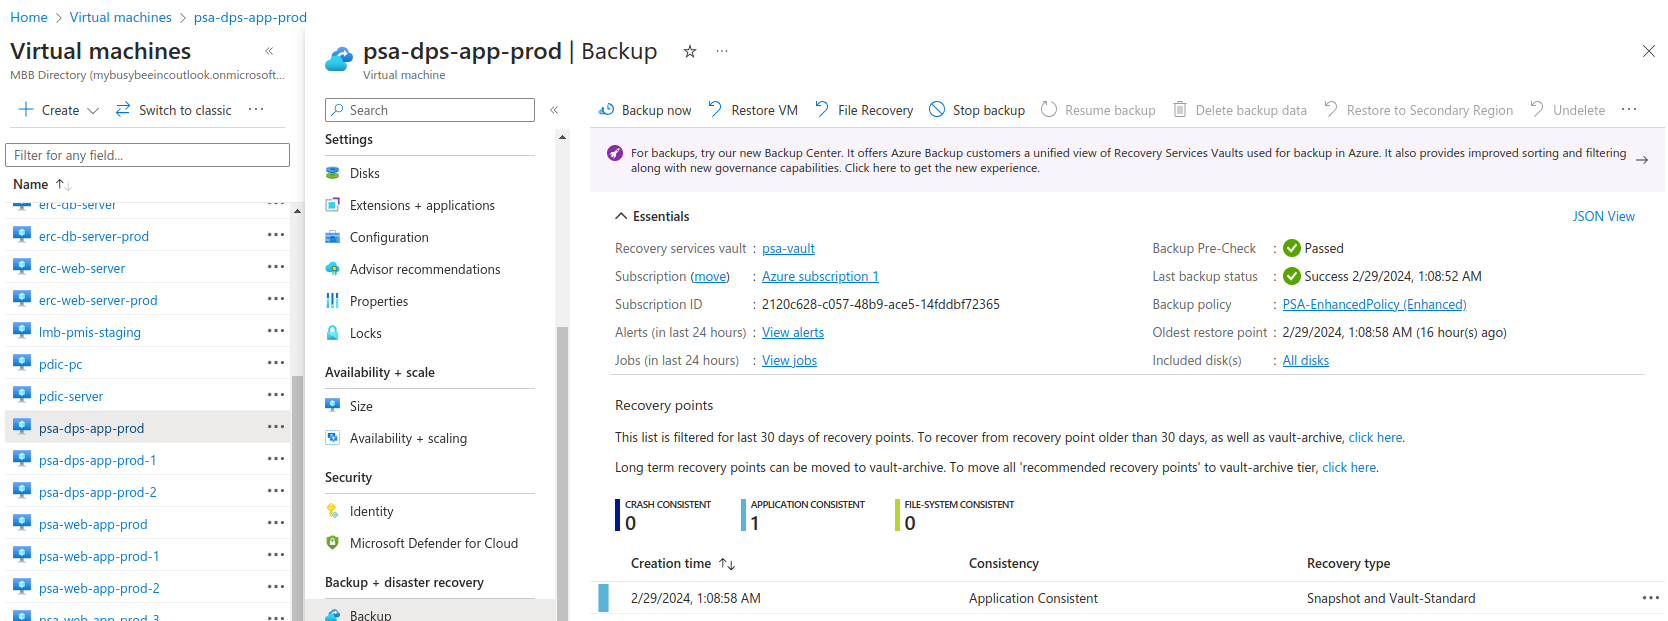 Home > Virtual machines > psa-dps-app-prod
Virtual machines «
MBB Directory (mybusybeeincoutlook.onmicrosoft...
Create Switch to classic ...
Filter for any field...
Name ↑↓
erc-db-server ...
erc-db-server-prod ...
erc-web-server ...
erc-web-server-prod ...
lmb-pmis-staging ...
pdic-pc ...
pdic-server ...
psa-dps-app-prod ...
psa-dps-app-prod-1 ...
psa-dps-app-prod-2 ...
psa-web-app-prod ...
psa-web-app-prod-1 ...
psa-web-app-prod-2 ...
psa-web-app-prod-3 ...
psa-dps-app-prod | Backup ...
Virtual machine
Search «
Settings
Disks
Extensions + applications
Configuration
Advisor recommendations
Properties
Locks
Availability + scale
Size
Availability + scaling
Security
Identity
Microsoft Defender for Cloud
Backup + disaster recovery
Backup
Backup now Restore VM File Recovery Stop backup Resume backup Delete backup data Restore to Secondary Region Undelete ...
For backups, try our new Backup Center. It offers Azure Backup customers a unified view of Recovery Services Vaults used for backup in Azure. It also provides improved sorting and filtering →
along with new governance capabilities. Click here to get the new experience.
Essentials JSON View
Recovery services vault : psa-vault
Subscription (move) : Azure subscription 1
Subscription ID : 2120c628-c057-48b9-ace5-14fddbf72365
Alerts (in last 24 hours) : View alerts
Jobs (in last 24 hours) : View jobs
Backup Pre-Check : Passed
Last backup status : Success 2/29/2024, 1:08:52 AM
Backup policy : PSA-EnhancedPolicy (Enhanced)
Oldest restore point : 2/29/2024, 1:08:58 AM (16 hour(s) ago)
Included disk(s) : All disks
Recovery points
This list is filtered for last 30 days of recovery points. To recover from recovery point older than 30 days, as well as vault-archive, click here.
Long term recovery points can be moved to vault-archive. To move all 'recommended recovery points' to vault-archive tier, click here.
CRASH CONSISTENT
0
APPLICATION CONSISTENT
1
FILE-SYSTEM CONSISTENT
0
Creation time ↑↓ Consistency Recovery type
2/29/2024, 1:08:58 AM Application Consistent Snapshot and Vault-Standard ...